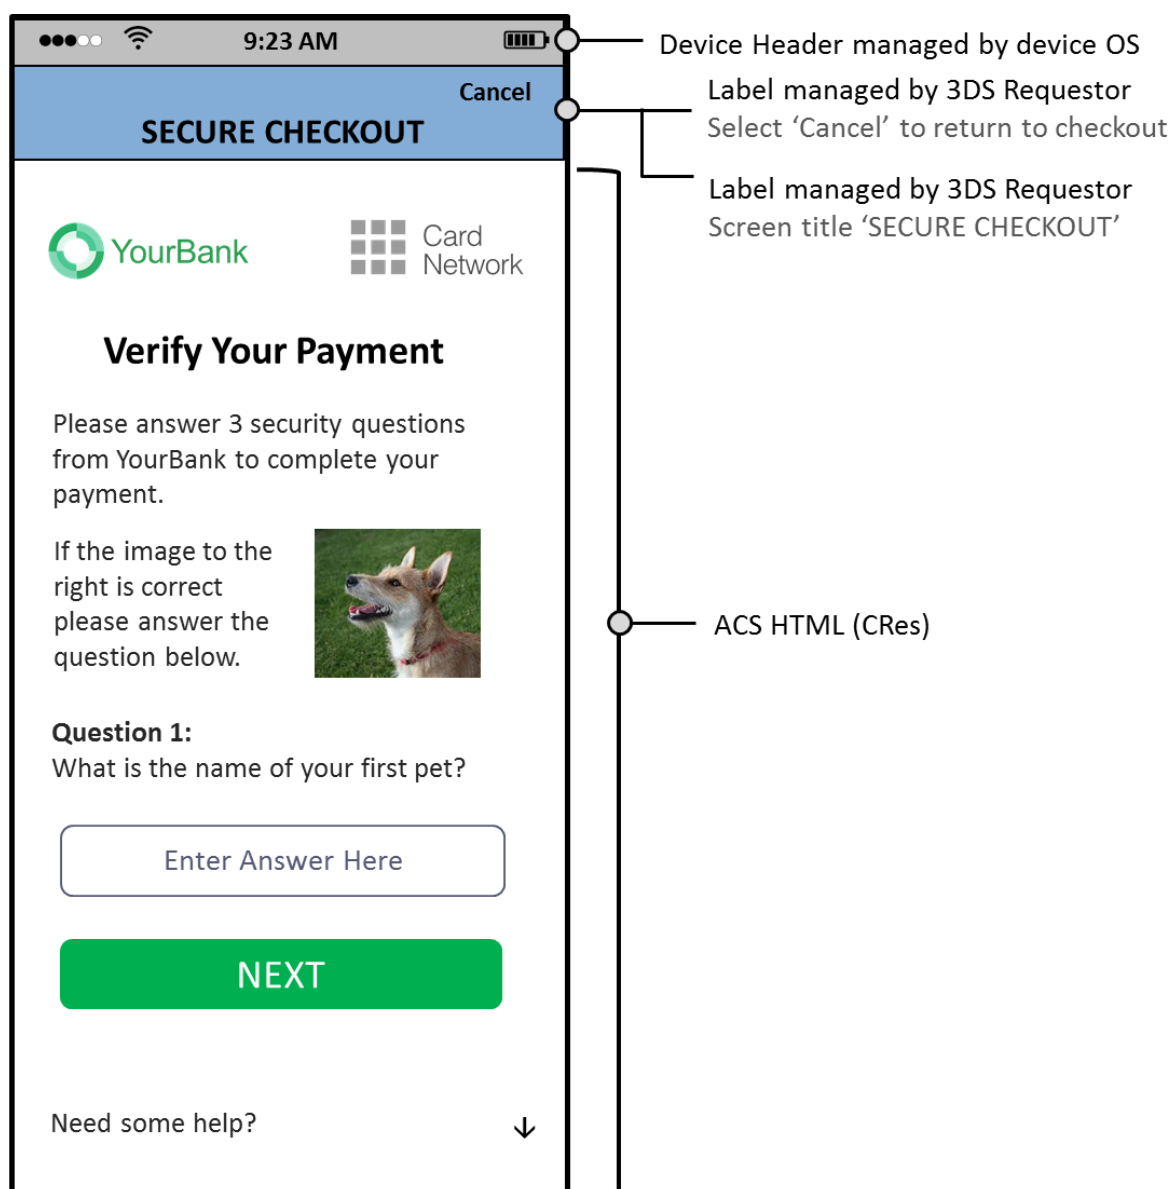 9:23 AM
Cancel
SECURE CHECKOUT
Device Header managed by device OS
Label managed by 3DS Requestor
Select ‘Cancel’ to return to checkout
Label managed by 3DS Requestor
Screen title ‘SECURE CHECKOUT’
YourBank
Card
Network
Verify Your Payment
Please answer 3 security questions
from YourBank to complete your
payment.
If the image to the
right is correct
please answer the
question below.
ACS HTML (CRes)
Question 1:
What is the name of your first pet?
Enter Answer Here
NEXT
Need some help?